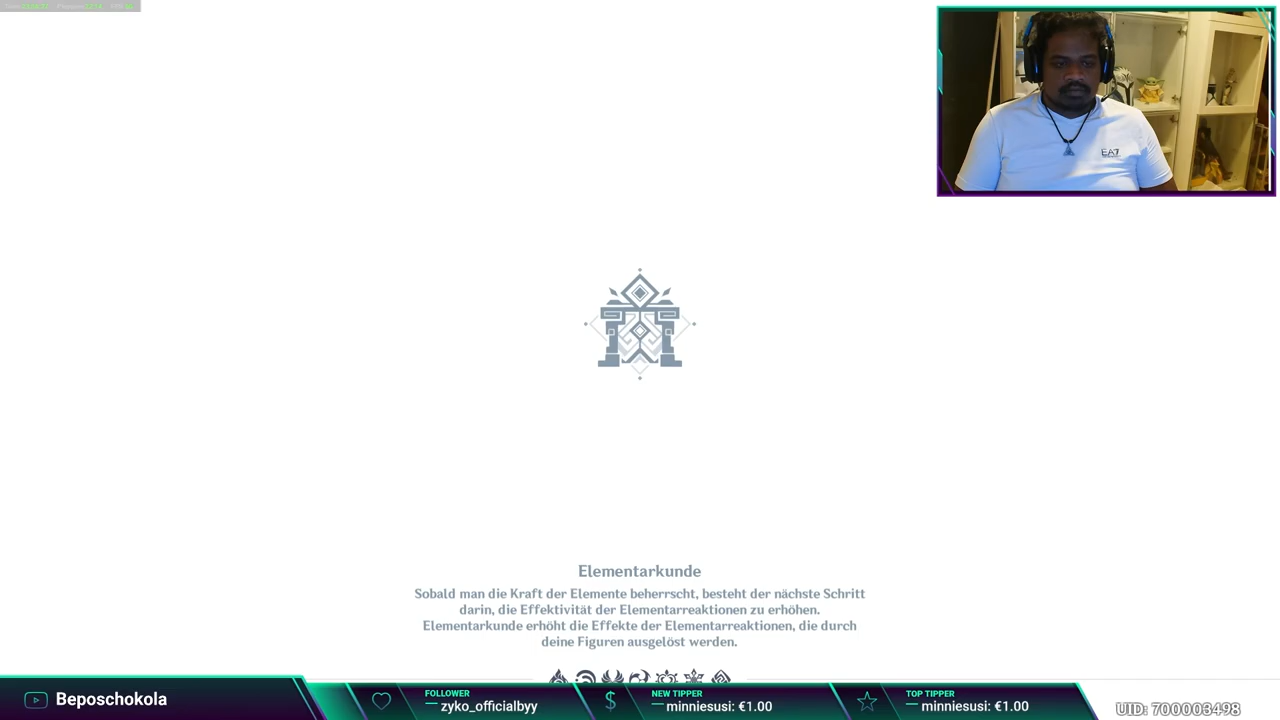 EA7
Elementarkunde
Sobald man die Kraft der Elemente beherrscht, besteht der nächste Schritt
darin, die Effektivität der Elementarreaktionen zu erhöhen.
Elementarkunde erhöht die Effekte der Elementarreaktionen, die durch
deine Figuren ausgelöst werden.
Beposchokola
FOLLOWER
zyko_officialbyy
NEW TIPPER
minniesusi: €1.00
TOP TIPPER
minniesusi: €1.00
UID: 700003498